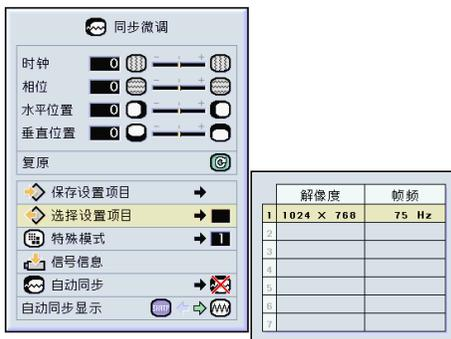 同步微调
时钟 0 - +
相位 0 - +
水平位置 0 - +
垂直位置 0 - +
复原
保存设置项目
选择设置项目
特殊模式 1
信号信息
自动同步
自动同步显示
解像度 帧频
1 1024 X 768 75 Hz
2
3
4
5
6
7